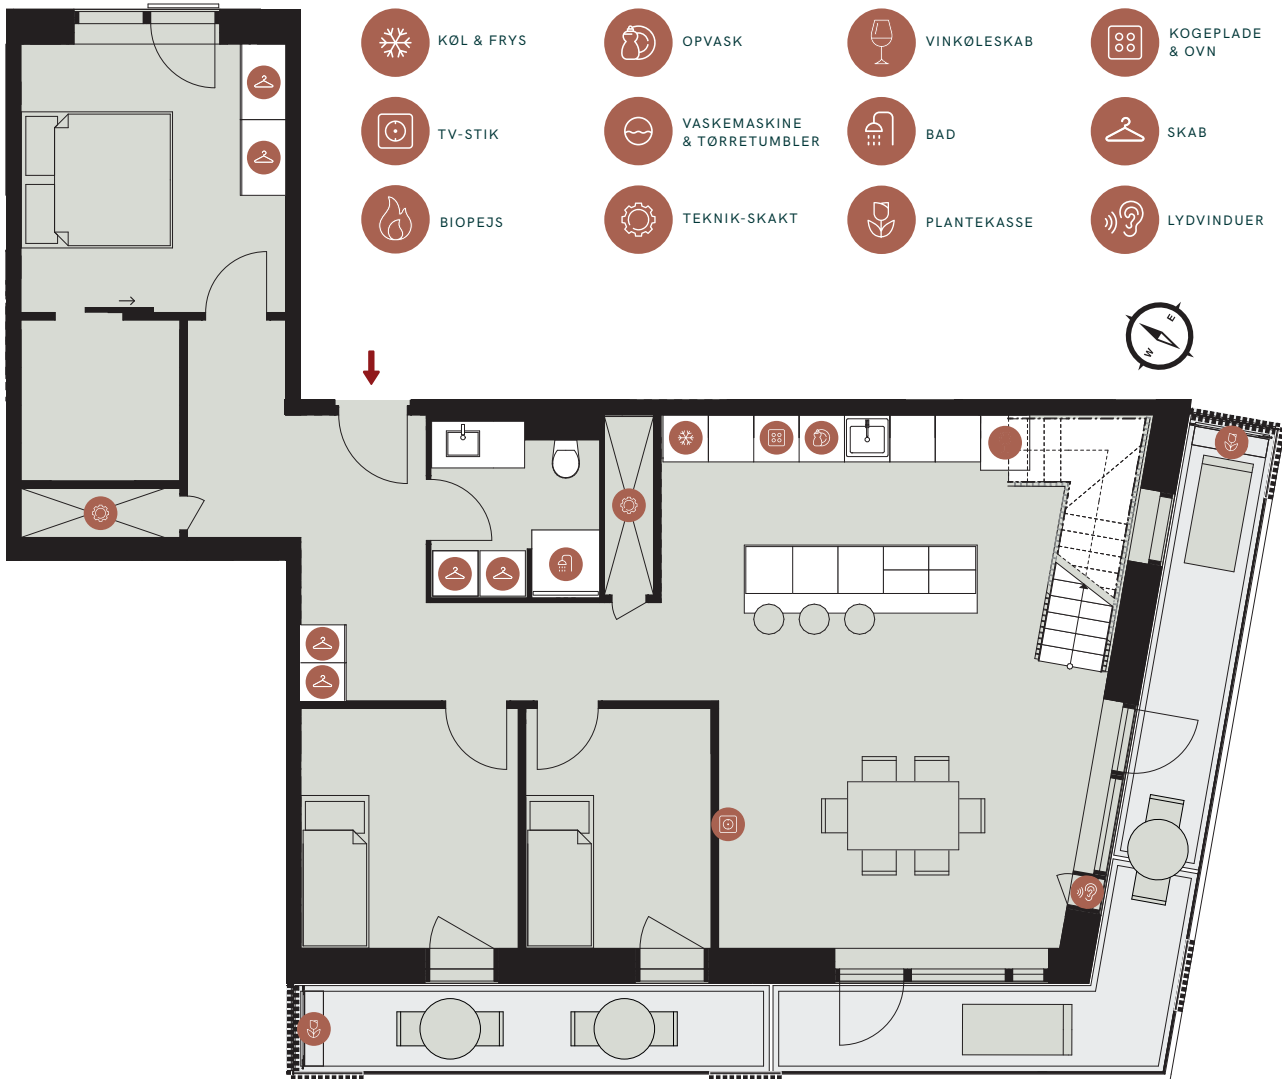 KØL & FRYS
OPVASK
VINKØLESKAB
KOGEPLADE
& OVN
TV-STIK
VASKEMASKINE
& TØRRETUMBLER
BAD
SKAB
BIOPEJS
TEKNIK-SKAKT
PLANTEKASSE
LYDVINDUER
E
W